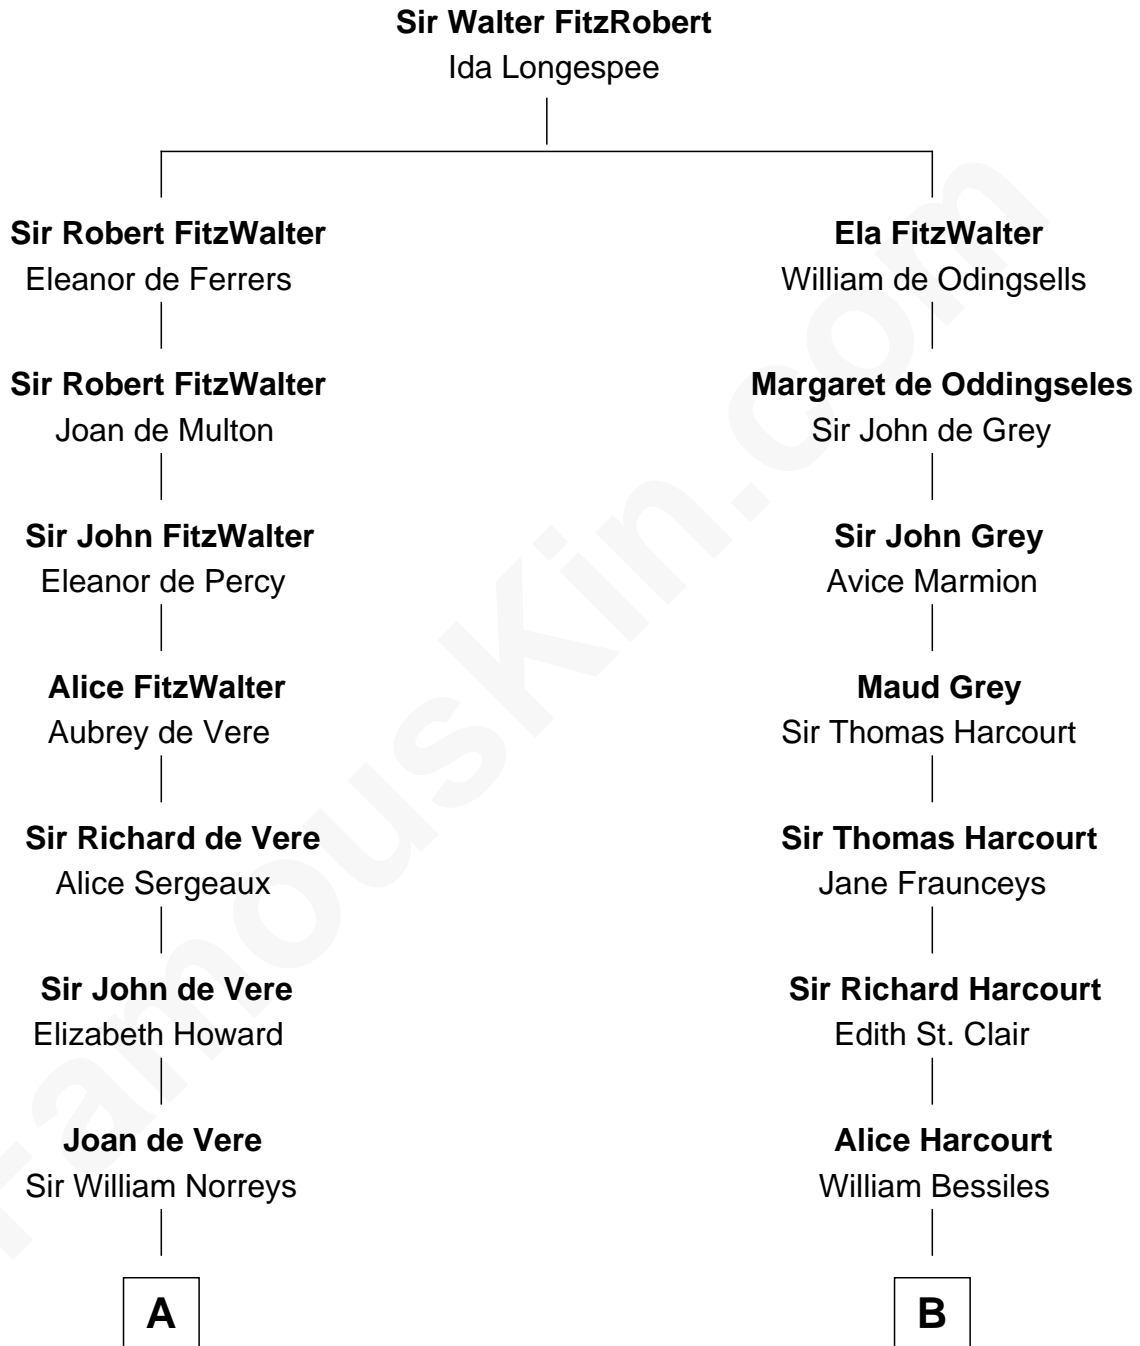 Sir Walter FitzRobert
Ida Longespee
Sir Robert FitzWalter
Eleanor de Ferrers
Sir Robert FitzWalter
Joan de Multon
Sir John FitzWalter
Eleanor de Percy
Alice FitzWalter
Aubrey de Vere
Sir Richard de Vere
Alice Sergeaux
Sir John de Vere
Elizabeth Howard
Joan de Vere
Sir William Norreys
A
Ela FitzWalter
William de Odingsells
Margaret de Oddingseles
Sir John de Grey
Sir John Grey
Avice Marmion
Maud Grey
Sir Thomas Harcourt
Sir Thomas Harcourt
Jane Fraunceys
Sir Richard Harcourt
Edith St. Clair
Alice Harcourt
William Bessiles
B
FamousKin.com